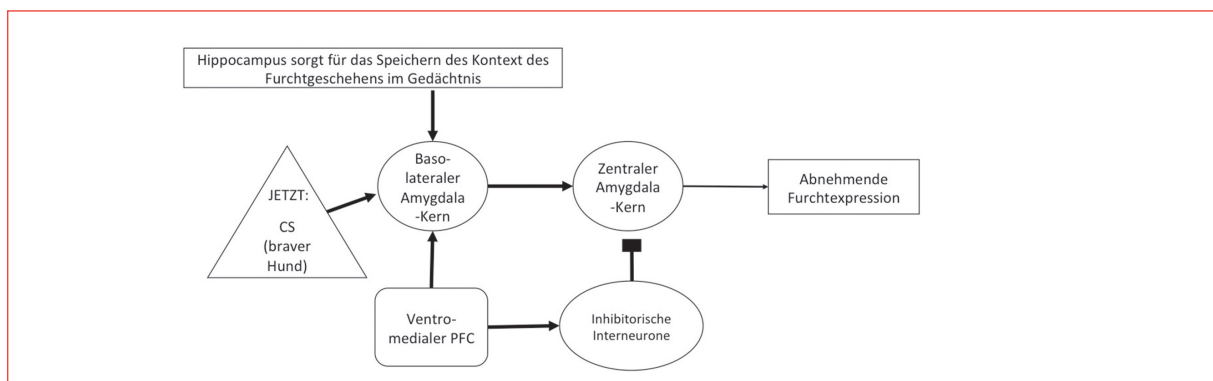 Hippocampus sorgt für das Speichern des Kontext des
Furchtgeschehens im Gedächtnis
JETZT:
CS
(braver
Hund)
Baso-
lateraler
Amygdala
-Kern
Zentraler
Amygdala
-Kern
Abnehmende
Furchtexpression
Ventro-
medialer PFC
Inhibitorische
Interneurone